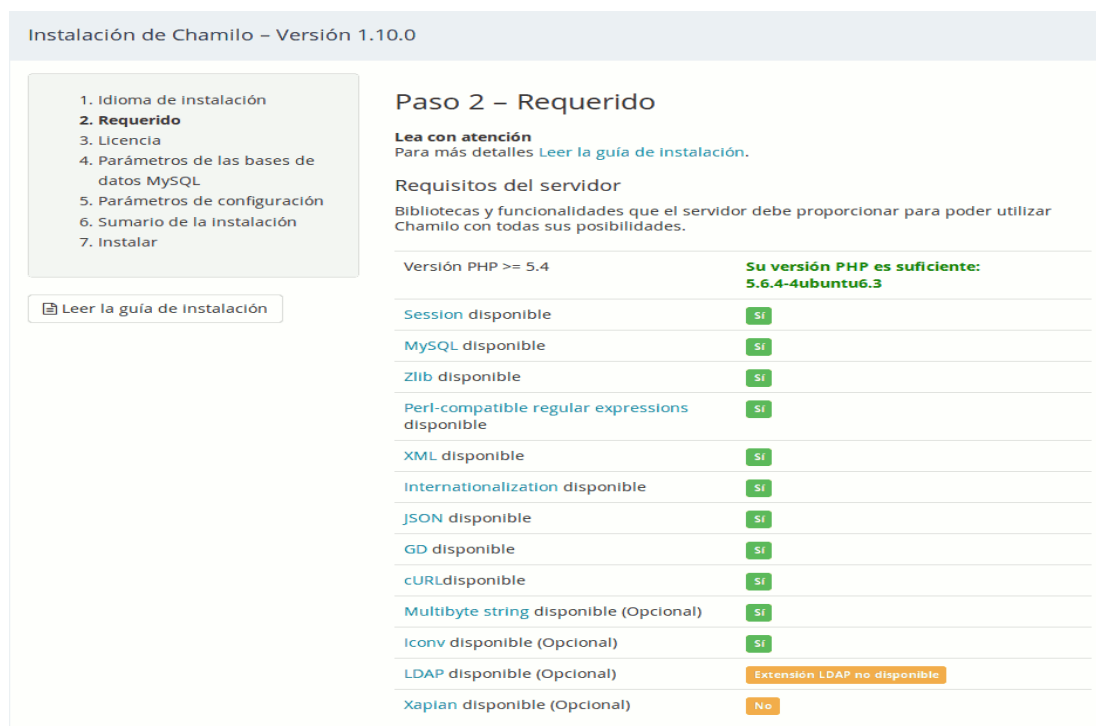 Instalación de Chamilo – Versión 1.10.0
1. Idioma de instalación
2. Requerido
3. Licencia
4. Parámetros de las bases de
datos MySQL
5. Parámetros de configuración
6. Sumario de la instalación
7. Instalar
Leer la guía de instalación
Paso 2 – Requerido
Lea con atención
Para más detalles Leer la guía de instalación.
Requisitos del servidor
Bibliotecas y funcionalidades que el servidor debe proporcionar para poder utilizar
Chamilo con todas sus posibilidades.
Versión PHP >= 5.4 Su versión PHP es suficiente:
5.6.4-4ubuntu6.3
Session disponible Sí
MySQL disponible Sí
Zlib disponible Sí
Perl-compatible regular expressions Sí
disponible
XML disponible Sí
Internationalization disponible Sí
JSON disponible Sí
GD disponible Sí
cURLdisponible Sí
Multibyte string disponible (Opcional) Sí
Iconv disponible (Opcional) Sí
LDAP disponible (Opcional) Extensión LDAP no disponible
Xapian disponible (Opcional) No